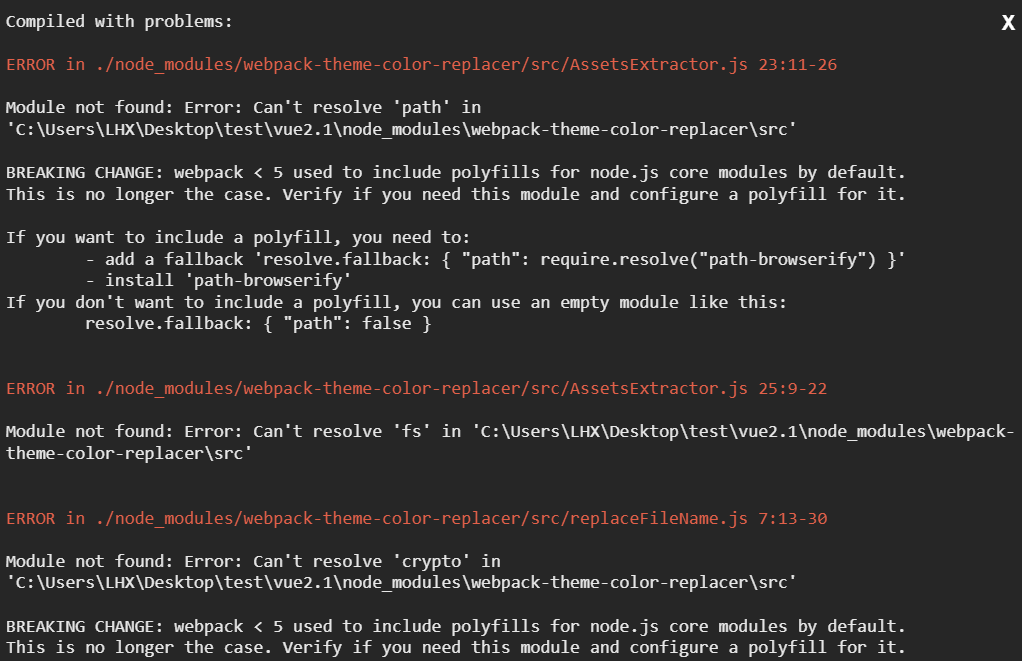 Compiled with problems:
X
ERROR in ./node_modules/webpack-theme-color-replacer/src/AssetsExtractor.js 23:11-26
Module not found: Error: Can't resolve 'path' in
'C:\Users\LHX\Desktop\test\vue2.1\node_modules\webpack-theme-color-replacer\src'
BREAKING CHANGE: webpack < 5 used to include polyfills for node.js core modules by default.
This is no longer the case. Verify if you need this module and configure a polyfill for it.
If you want to include a polyfill, you need to:
- add a fallback 'resolve.fallback: { "path": require.resolve("path-browserify") }'
- install 'path-browserify'
If you don't want to include a polyfill, you can use an empty module like this:
resolve.fallback: { "path": false }
ERROR in ./node_modules/webpack-theme-color-replacer/src/AssetsExtractor.js 25:9-22
Module not found: Error: Can't resolve 'fs' in 'C:\Users\LHX\Desktop\test\vue2.1\node_modules\webpack-
theme-color-replacer\src'
ERROR in ./node_modules/webpack-theme-color-replacer/src/replaceFileName.js 7:13-30
Module not found: Error: Can't resolve 'crypto' in
'C:\Users\LHX\Desktop\test\vue2.1\node_modules\webpack-theme-color-replacer\src'
BREAKING CHANGE: webpack < 5 used to include polyfills for node.js core modules by default.
This is no longer the case. Verify if you need this module and configure a polyfill for it.